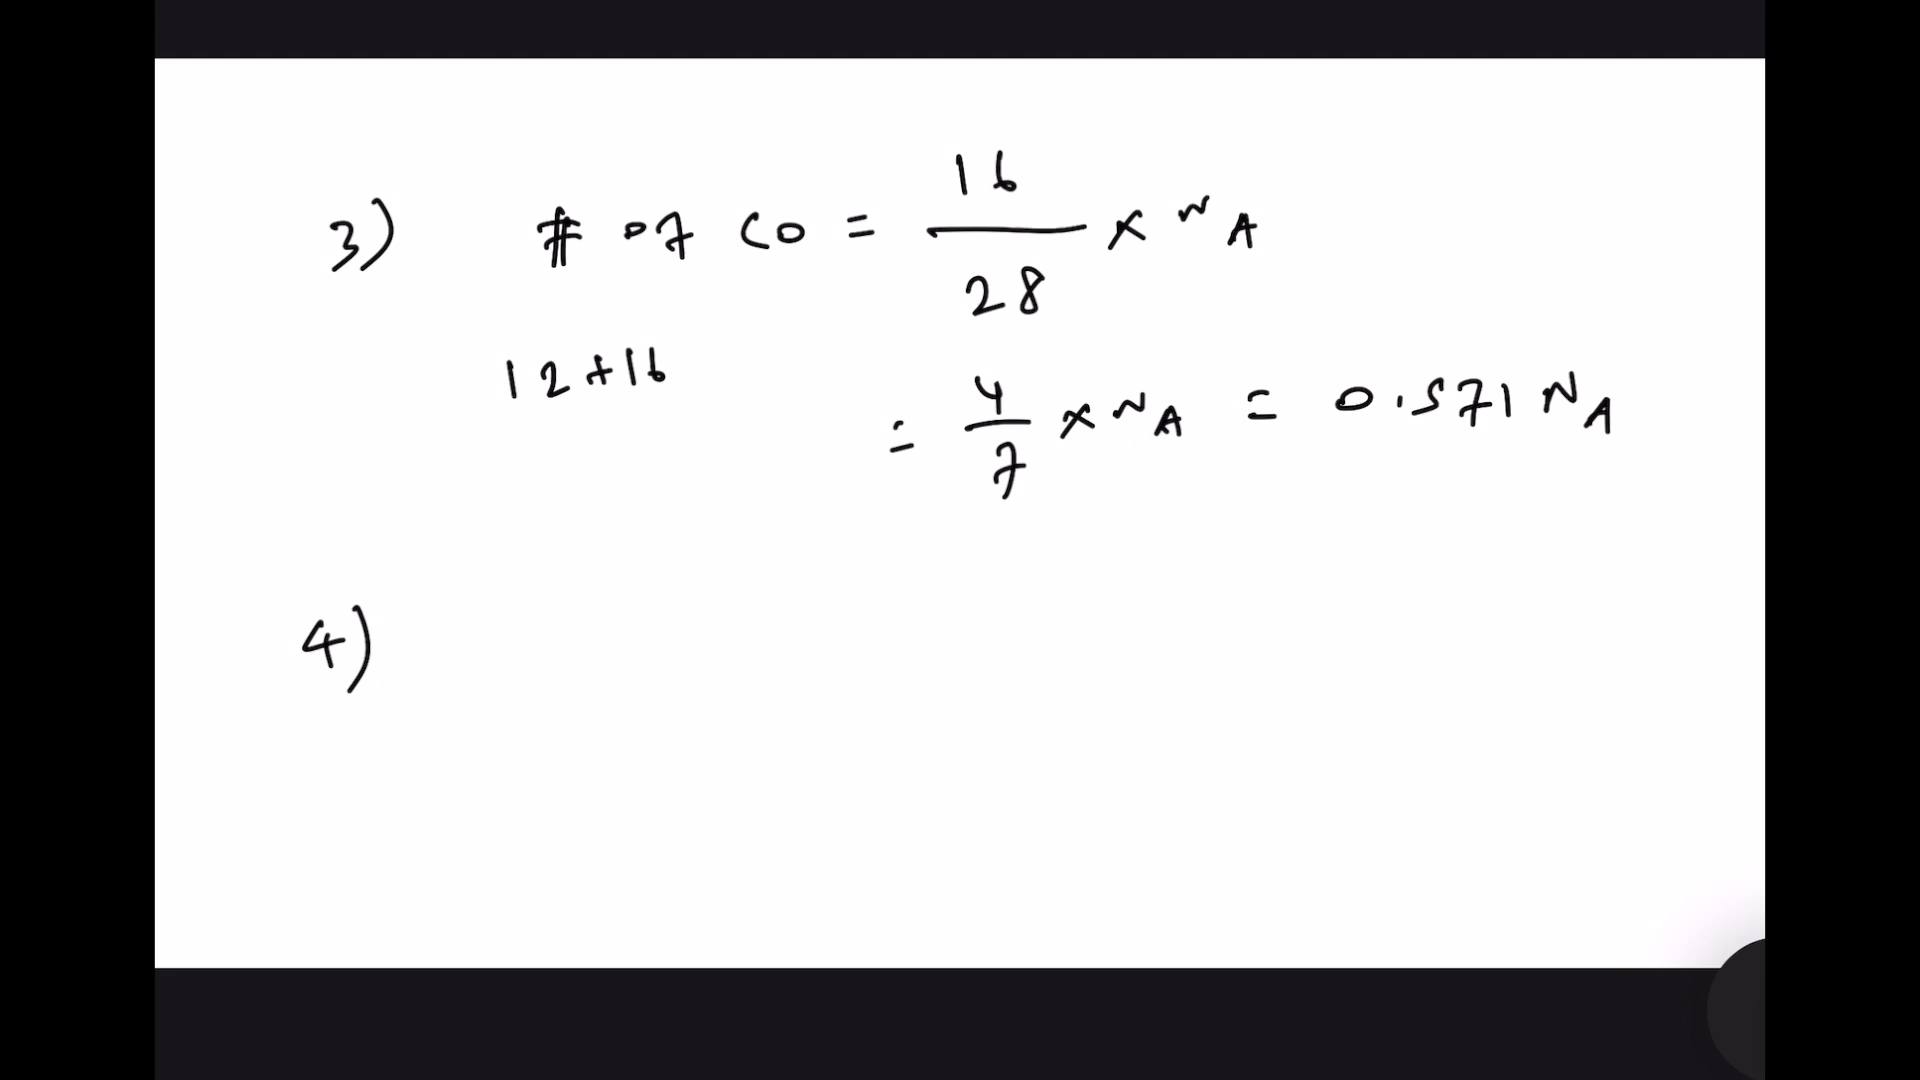 3) # of CO = 16/28 × NA
12+16
= 4/7 × NA = 0.571 NA
4)